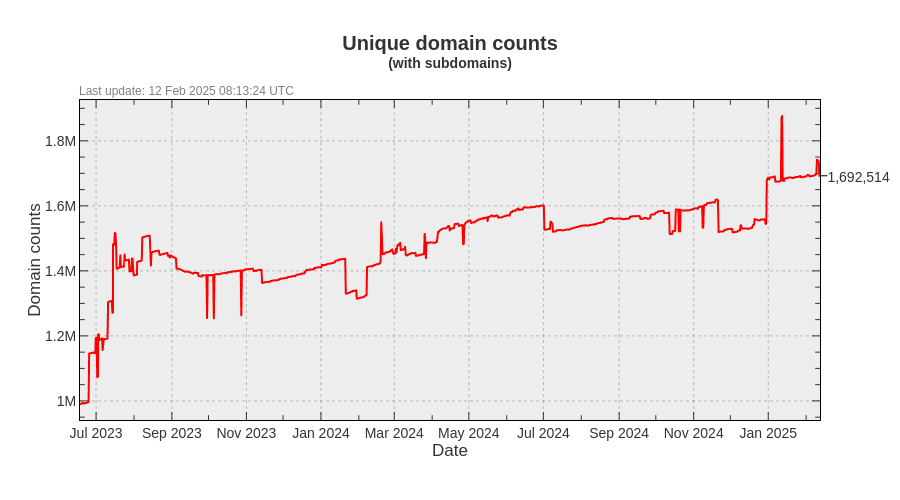 Unique domain counts
(with subdomains)
Last update: 12 Feb 2025 08:13:24 UTC
Domain counts
1.8M
1.6M
1.4M
1.2M
1M
1,692,514
Jul 2023 Sep 2023 Nov 2023 Jan 2024 Mar 2024 May 2024 Jul 2024 Sep 2024 Nov 2024 Jan 2025
Date